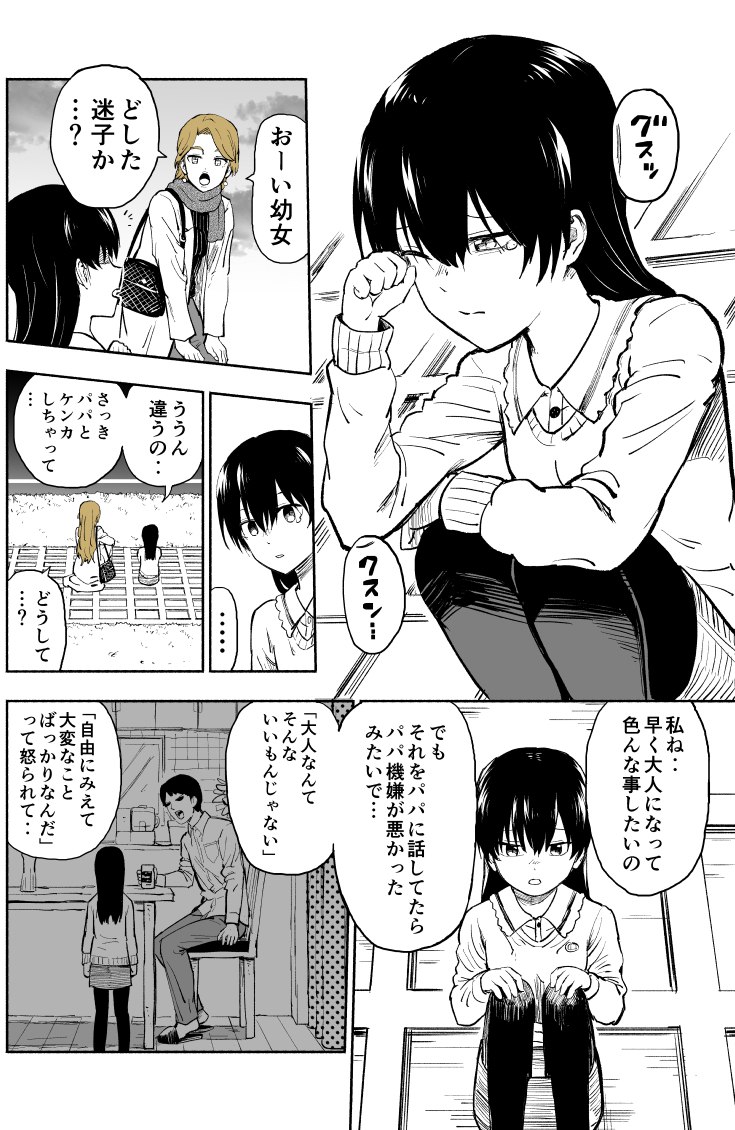 グスッ
クスン…
おーい幼女
どした
迷子か
…?
……
ううん
違うの‥
さっき
パパと
ケンカ
しちゃって
…
どうして
…?
私ね‥
早く大人になって
色んな事したいの
でも
それをパパに話してたら
パパ機嫌が悪かった
みたいで…
「大人なんて
そんな
いいもんじゃない」
「自由にみえて
大変なこと
ばっかりなんだ」
って怒られて‥